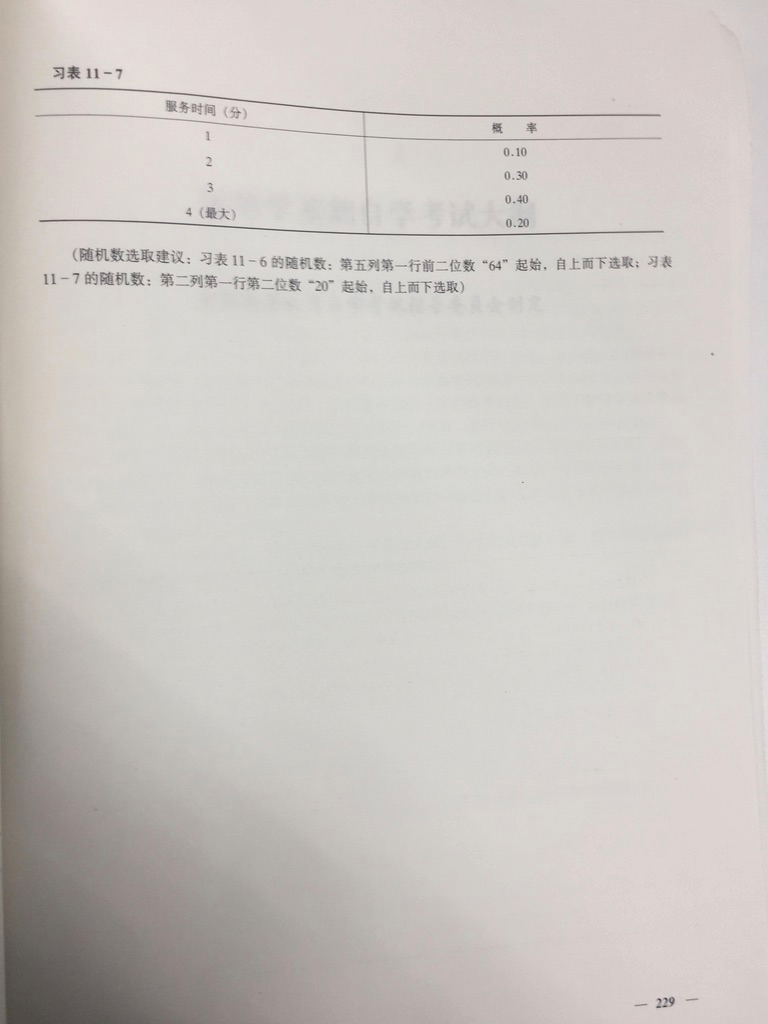 习表 11-7
服务时间（分） 概 率
1 0.10
2 0.30
3 0.40
4（最大） 0.20
（随机数选取建议：习表 11-6 的随机数：第五列第一行前二位数“64”起始，自上而下选取；习表
11-7 的随机数：第二列第一行第二位数“20”起始，自上而下选取）
— 229 —